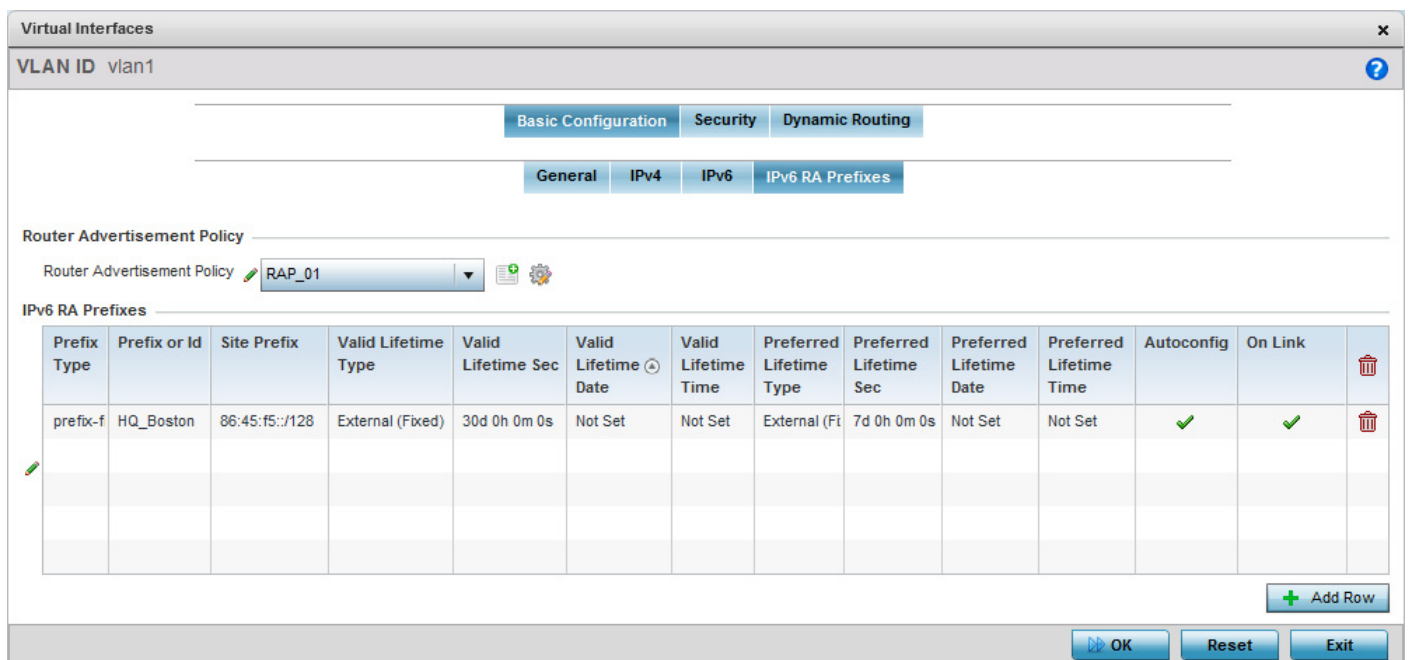 Virtual Interfaces
VLAN ID vlan1
Basic Configuration Security Dynamic Routing
General IPv4 IPv6 IPv6 RA Prefixes
Router Advertisement Policy
Router Advertisement Policy RAP_01
IPv6 RA Prefixes
Prefix Type Prefix or Id Site Prefix Valid Lifetime Type Valid Lifetime Sec Valid Lifetime Date Valid Lifetime Time Preferred Lifetime Type Preferred Lifetime Sec Preferred Lifetime Date Preferred Lifetime Time Autoconfig On Link
prefix-f HQ_Boston 86:45:f5::/128 External (Fixed) 30d 0h 0m 0s Not Set Not Set External (Fi 7d 0h 0m 0s Not Set Not Set
Add Row
OK Reset Exit